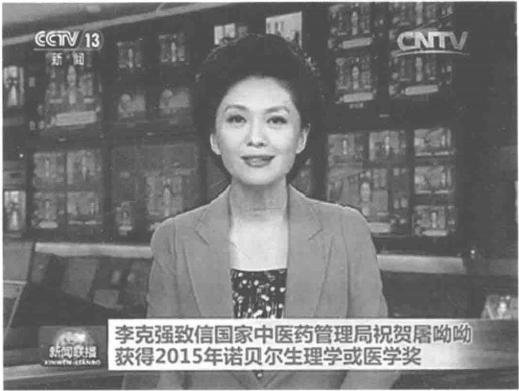 CCTV 13
新闻
CNTV
李克强致信国家中医药管理局祝贺屠呦呦
获得2015年诺贝尔生理学或医学奖
新闻联播
XINWEN LIANBO